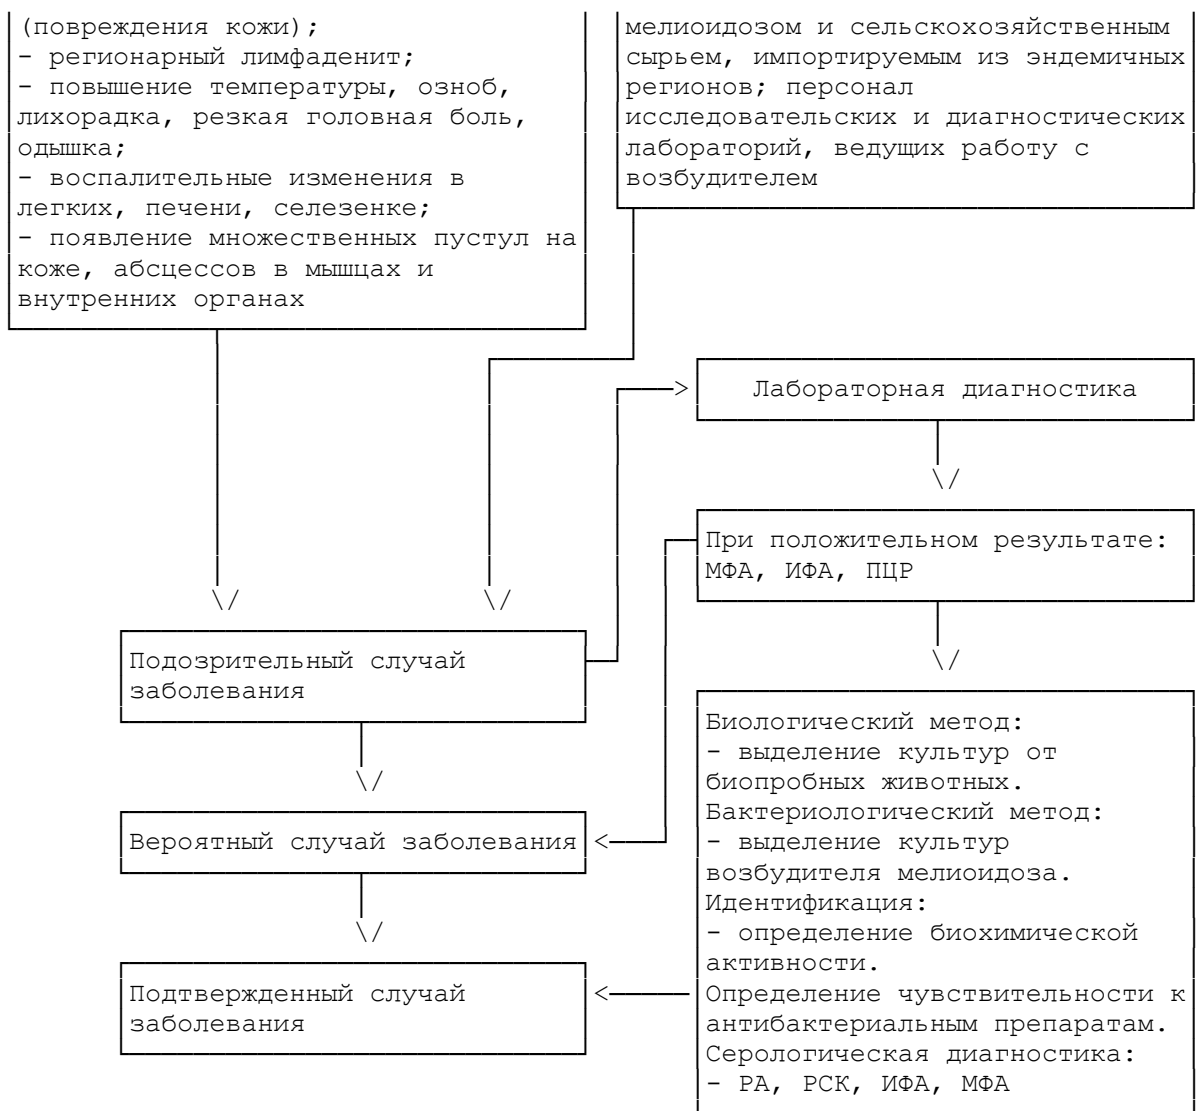 (повреждения кожи);
- регионарный лимфаденит;
- повышение температуры, озноб,
лихорадка, резкая головная боль,
одышка;
- воспалительные изменения в
легких, печени, селезенке;
- появление множественных пустул на
коже, абсцессов в мышцах и
внутренних органах
мелиоидозом и сельскохозяйственным
сырьем, импортируемым из эндемичных
регионов; персонал
исследовательских и диагностических
лабораторий, ведущих работу с
возбудителем
Лабораторная диагностика
При положительном результате:
МФА, ИФА, ПЦР
Подозрительный случай
заболевания
Вероятный случай заболевания
Подтвержденный случай
заболевания
Биологический метод:
- выделение культур от
биопробных животных.
Бактериологический метод:
- выделение культур
возбудителя мелиоидоза.
Идентификация:
- определение биохимической
активности.
Определение чувствительности к
антибактериальным препаратам.
Серологическая диагностика:
- РА, РСК, ИФА, МФА